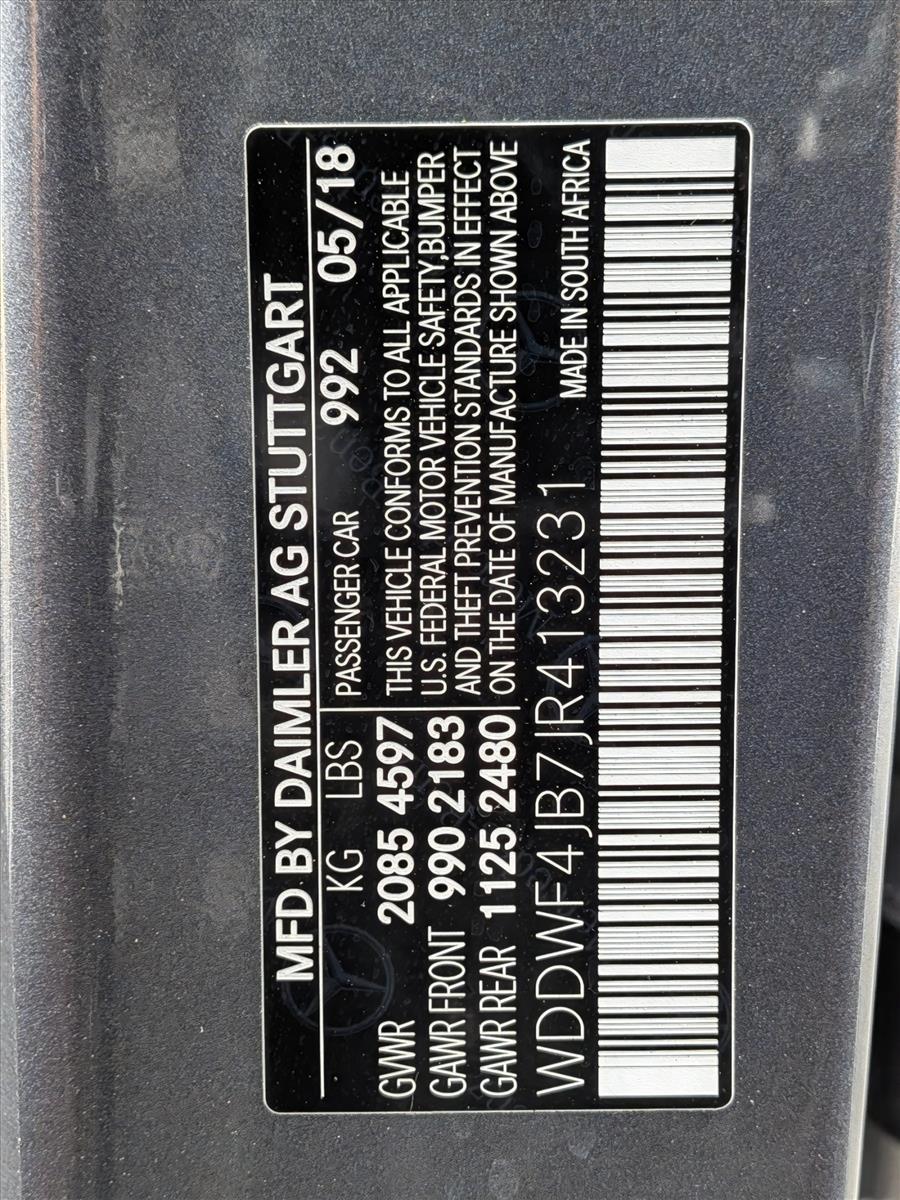 MFD BY DAIMLER AG STUTTGART
KG LBS
GVWR 2085 4597
GAWR FRONT 990 2183
GAWR REAR 1125 2480
PASSENGER CAR 992 05/18
THIS VEHICLE CONFORMS TO ALL APPLICABLE
U.S. FEDERAL MOTOR VEHICLE SAFETY,BUMPER
AND THEFT PREVENTION STANDARDS IN EFFECT
ON THE DATE OF MANUFACTURE SHOWN ABOVE
MADE IN SOUTH AFRICA
WDDWF4JB7JR413231